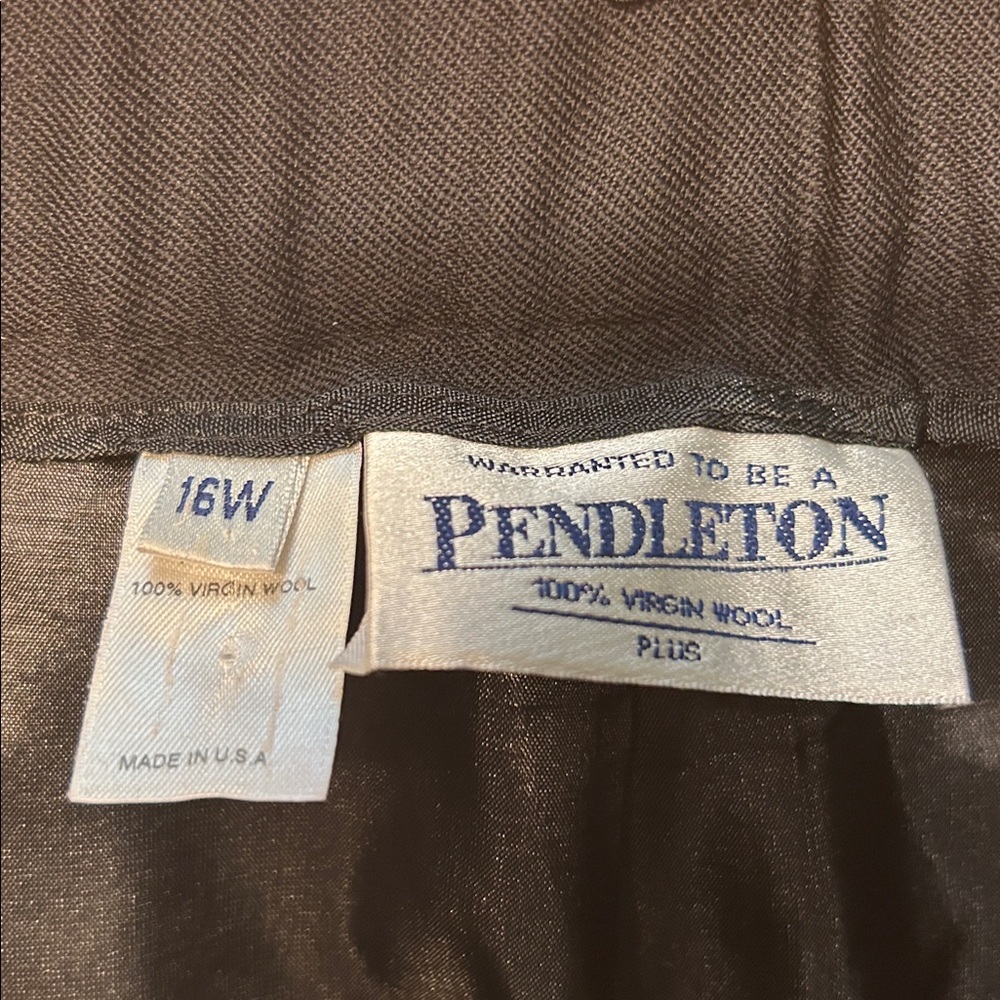 16W
100% VIRGIN WOOL
MADE IN U.S.A
WARRANTED TO BE A
PENDLETON
100% VIRGIN WOOL
PLUS